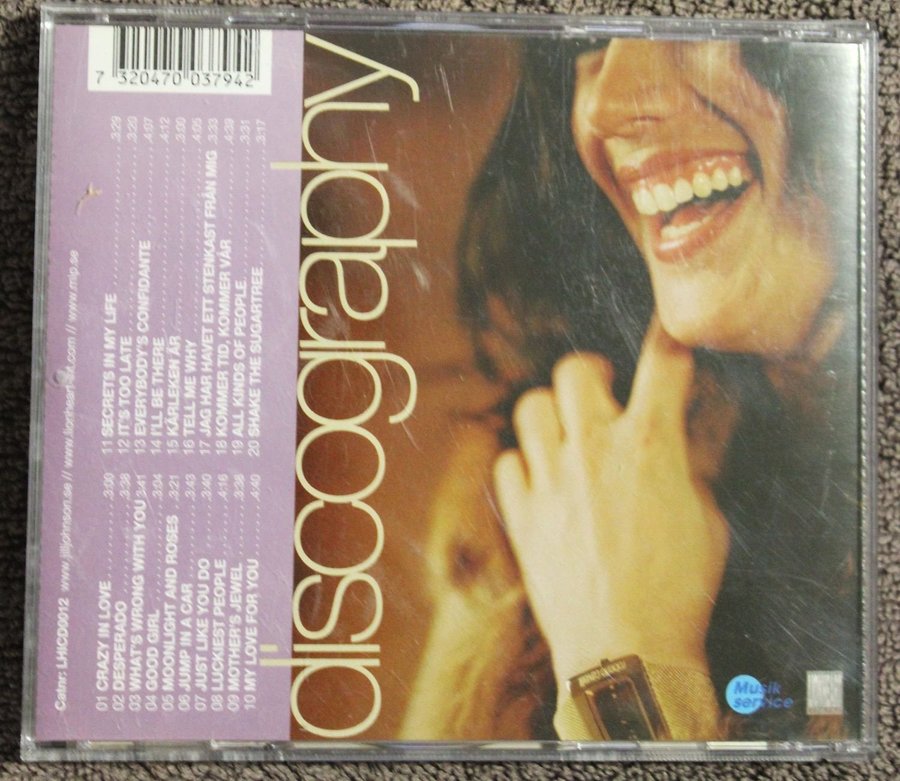 discography
01 CRAZY IN LOVE 3:00
02 DESPERADO 3:36
03 WHAT'S WRONG WITH YOU 3:41
04 GOOD GIRL 3:04
05 MOONLIGHT AND ROSES 3:21
06 JUMP IN A CAR 3:43
07 JUST LIKE YOU DO 3:40
08 LUCKIEST PEOPLE 4:16
09 MOTHER'S JEWEL 3:38
10 MY LOVE FOR YOU 4:40
11 SECRETS IN MY LIFE 3:29
12 IT'S TOO LATE 3:20
13 EVERYBODY'S CONFIDANTE 4:07
14 I'LL BE THERE 4:12
15 KÄRLEKEN ÄR 3:00
16 TELL ME WHY 4:05
17 JAG HAR HAVET ETT STENKAST FRÅN MIG 3:33
18 KOMMER TID, KOMMER VÅR 4:39
19 ALL KINDS OF PEOPLE 3:31
20 SHAKE THE SUGARTREE 3:17
Catnr: LHICD0012 www.jilljohnson.se // // www.mlp.se
7 320470 037942
Musik
service